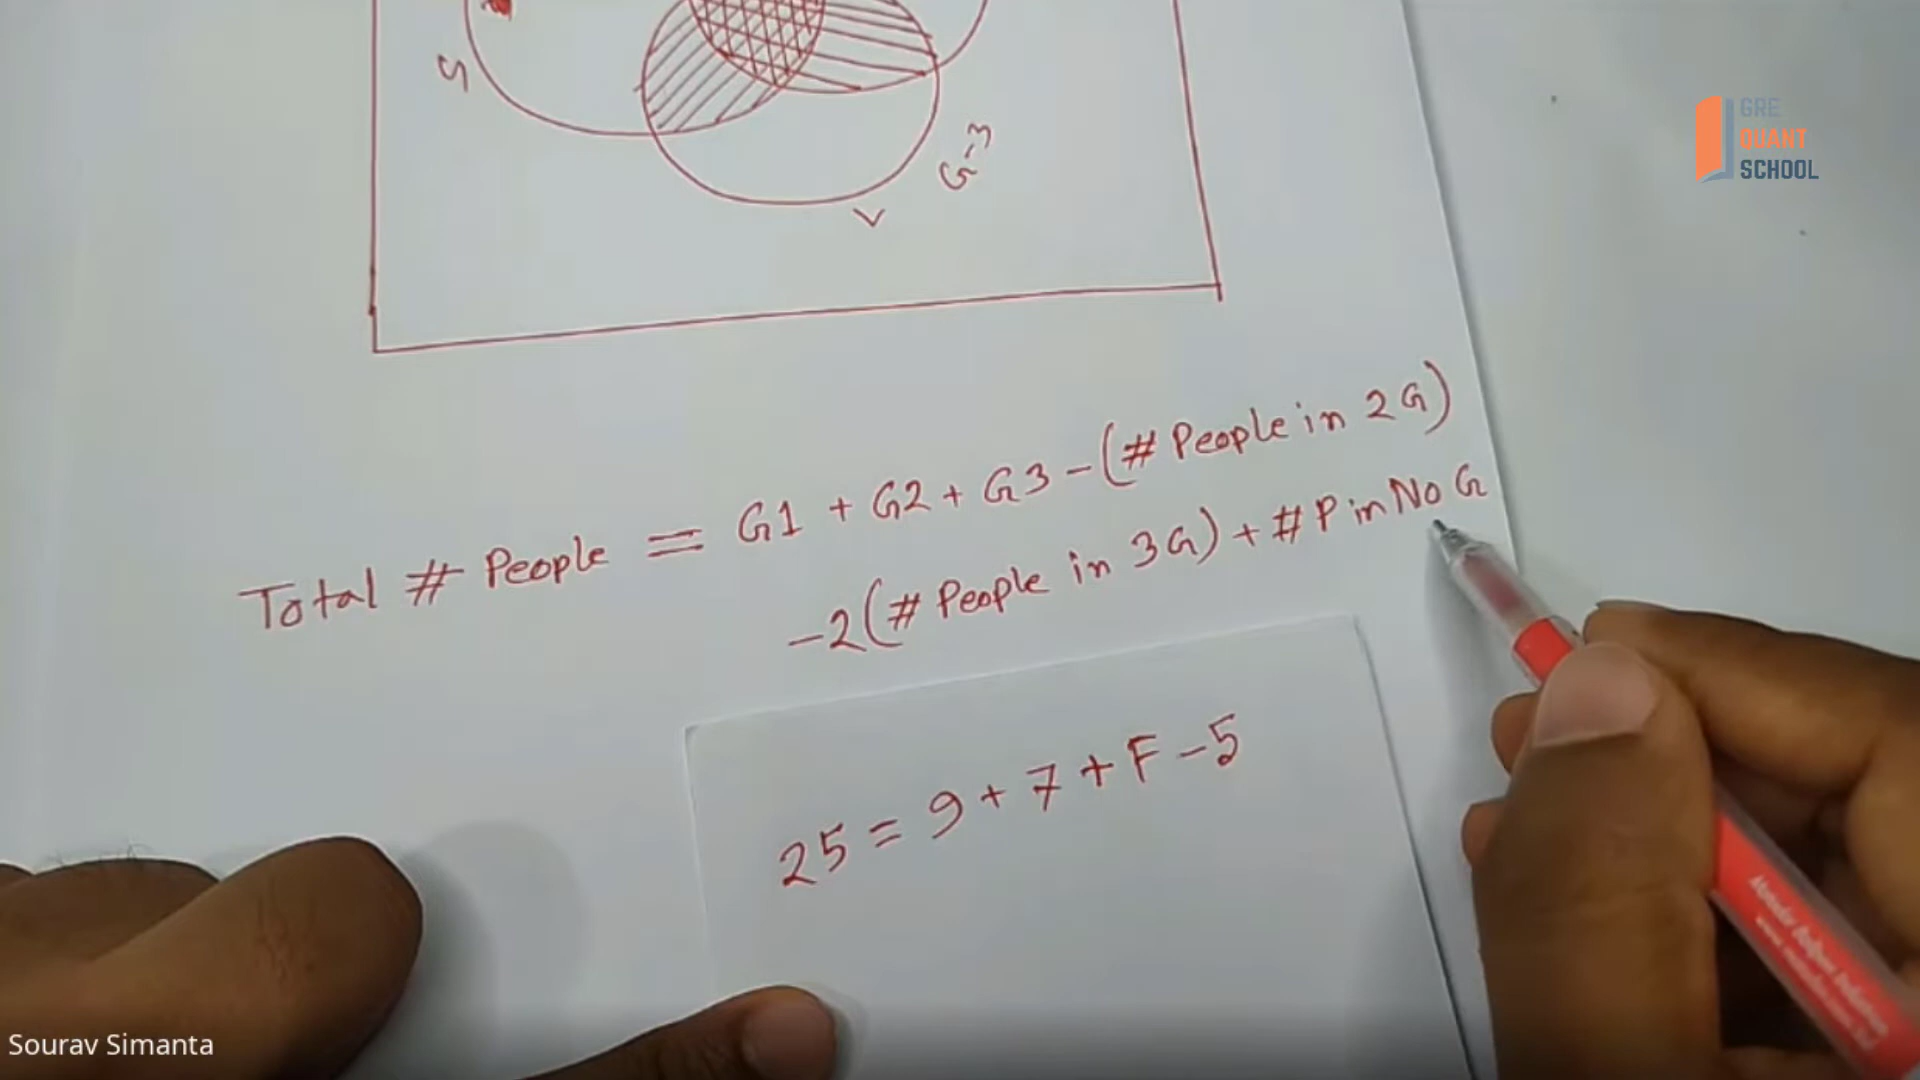 GRE
QUANT
SCHOOL
G
G-3
V
Total # People = G1 + G2 + G3 - (# People in 2G)
-2 (# People in 3G) + # P in No G
25 = 9 + 7 + F - 5
Sourav Simanta